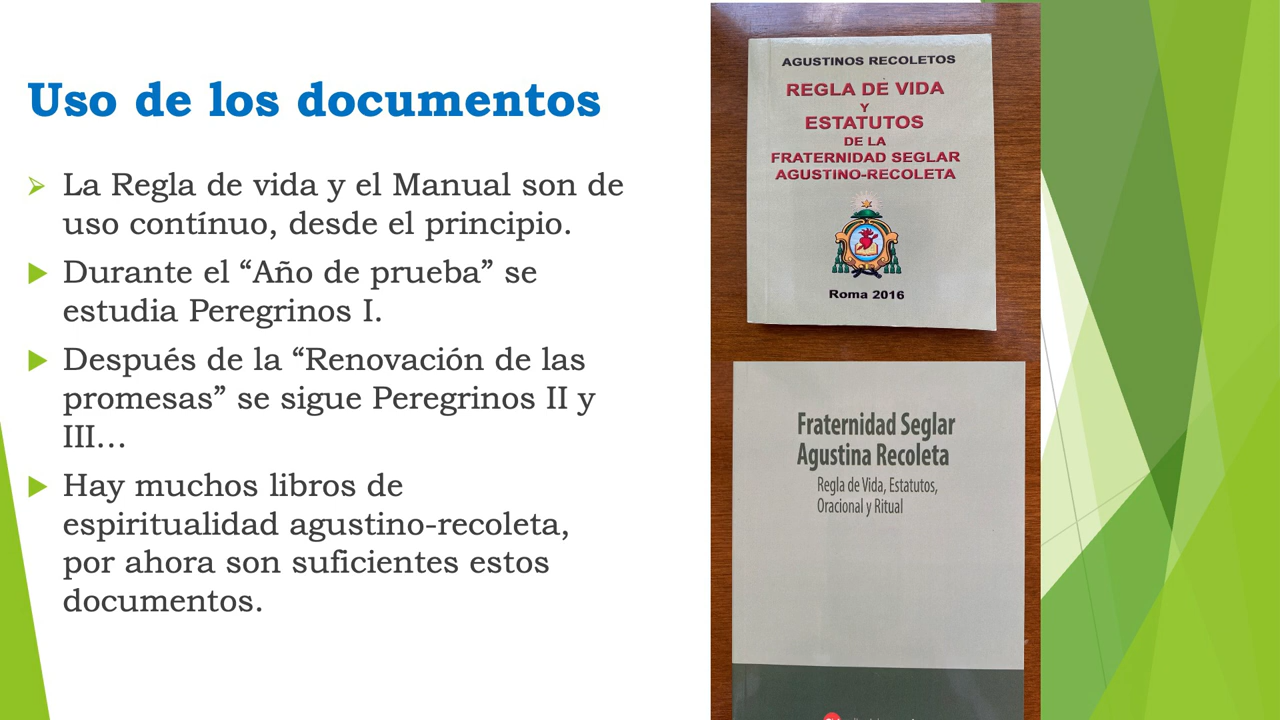 Uso de los documentos
La Regla de vida y el Manual son de
uso contínuo, desde el principio.
Durante el “Año de prueba” se
estudia Peregrinos I.
Después de la “Renovación de las
promesas” se sigue Peregrinos II y
III…
Hay muchos libros de
espiritualidad agustino-recoleta,
por ahora son suficientes estos
documentos.
AGUSTINOS RECOLETOS
REGLA DE VIDA
Y
ESTATUTOS
DE LA
FRATERNIDAD SEGLAR
AGUSTINO-RECOLETA
Roma 2016
Fraternidad Seglar
Agustina Recoleta
Regla de Vida, Estatutos,
Oracional y Ritual